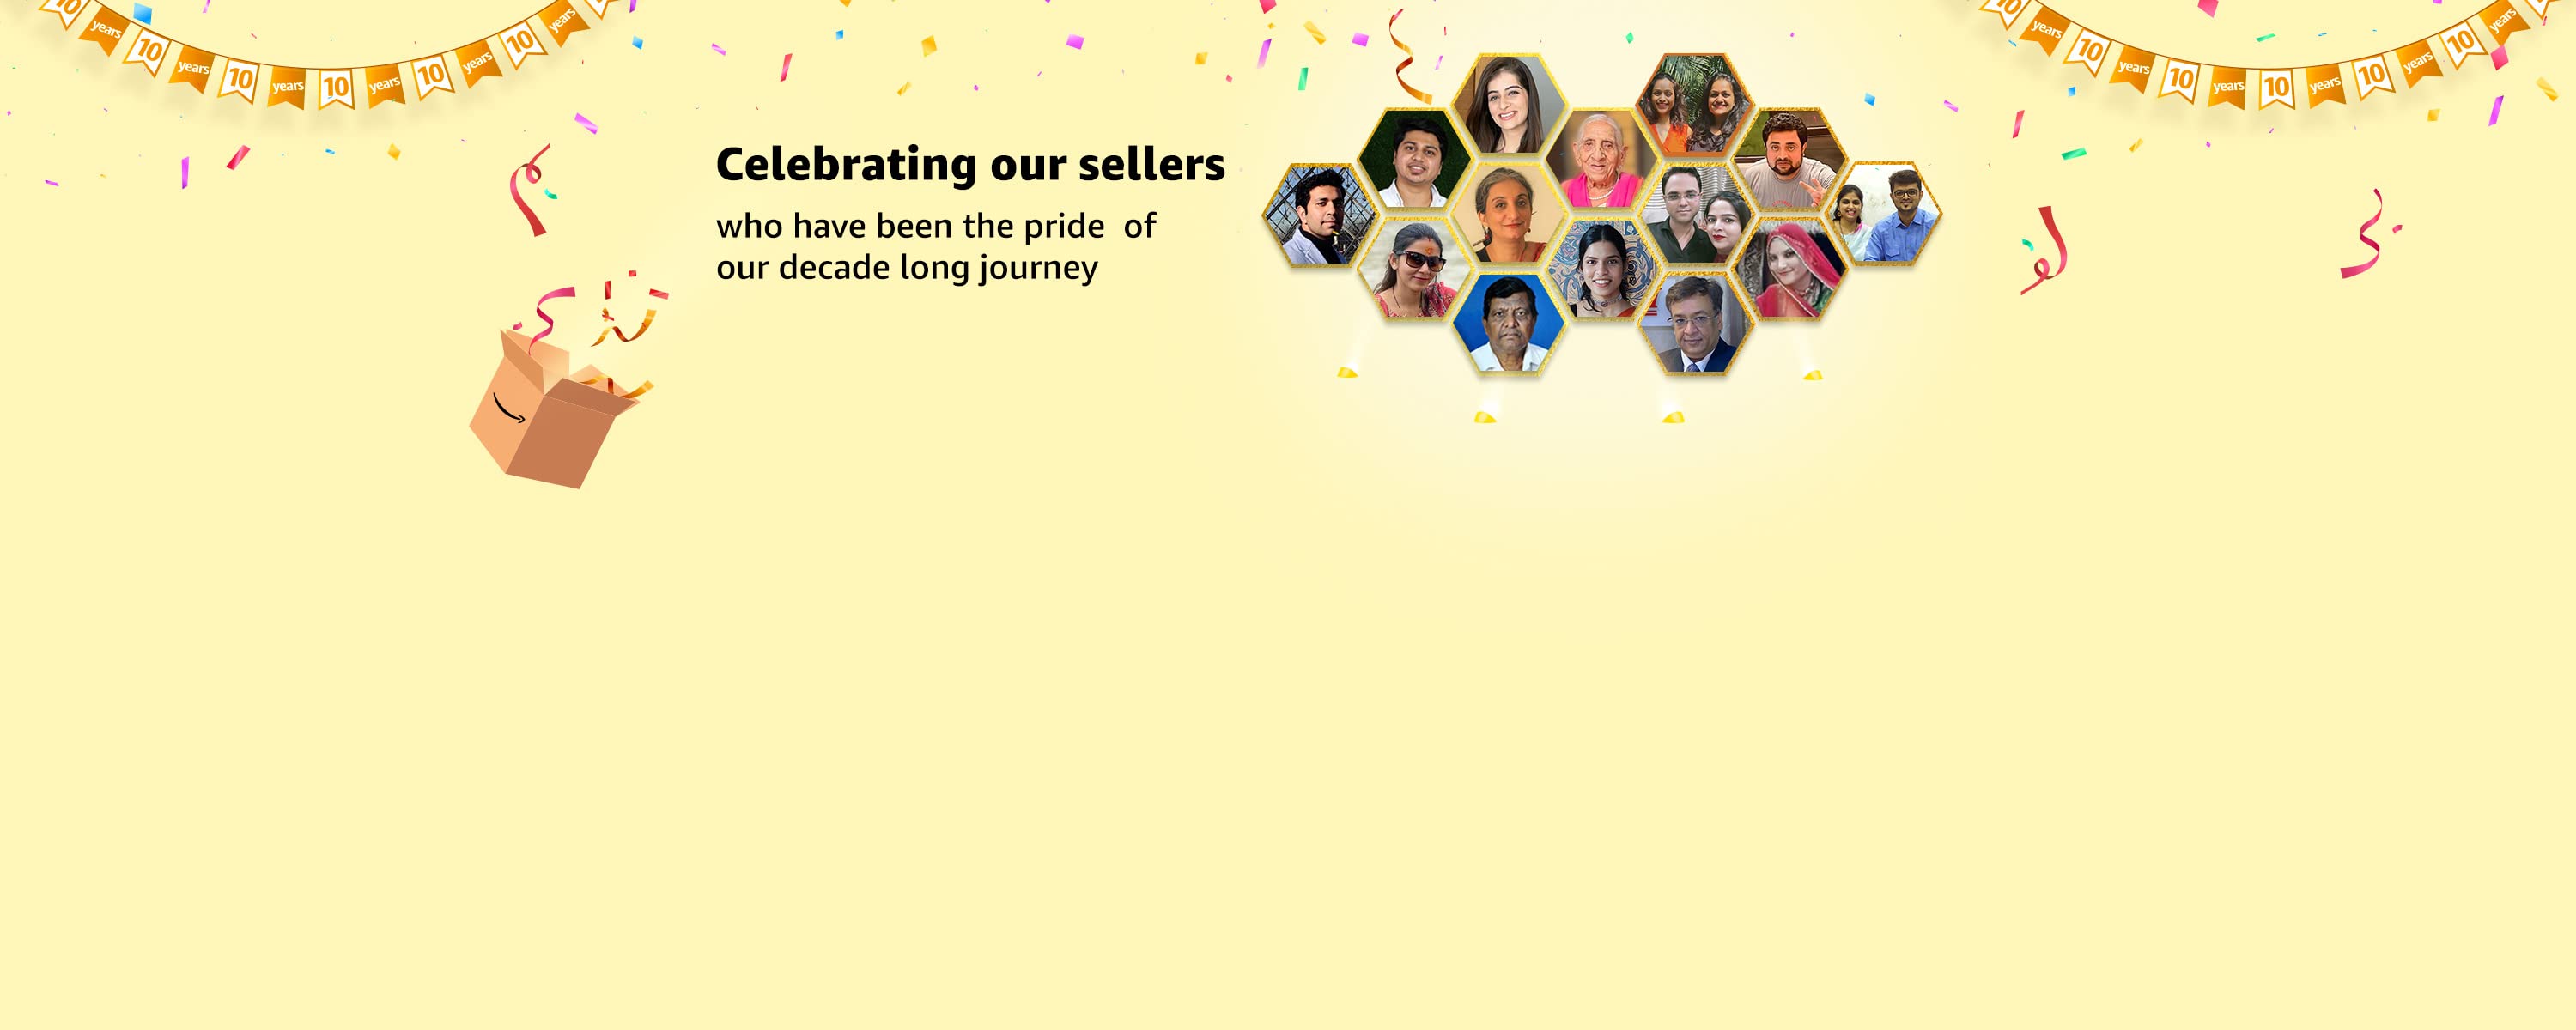 10 years 10 years 10 years 10 years 10 years 10 years
10 years 10 years 10 years 10 years 10 years 10 years
Celebrating our sellers
who have been the pride  of
our decade long journey